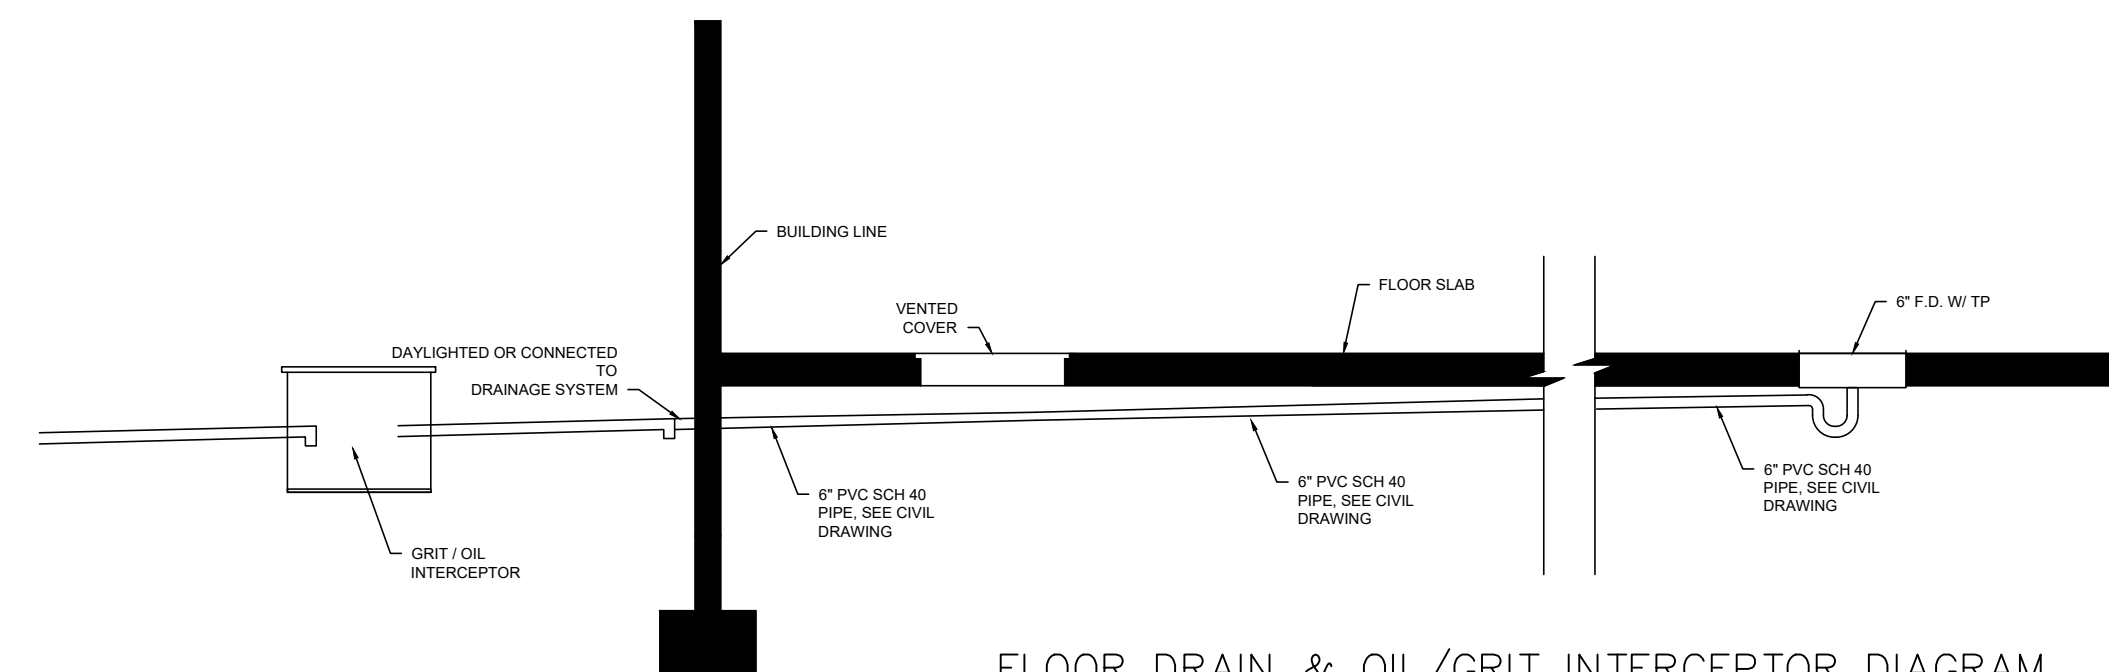 BUILDING LINE
FLOOR SLAB
6" F.D. W/ TP
VENTED
COVER
DAYLIGHTED OR CONNECTED
TO
DRAINAGE SYSTEM
6" PVC SCH 40
PIPE, SEE CIVIL
DRAWING
6" PVC SCH 40
PIPE, SEE CIVIL
DRAWING
6" PVC SCH 40
PIPE, SEE CIVIL
DRAWING
GRIT / OIL
INTERCEPTOR
FLOOR DRAIN & OIL/GRIT INTERCEPTOR DIAGRAM